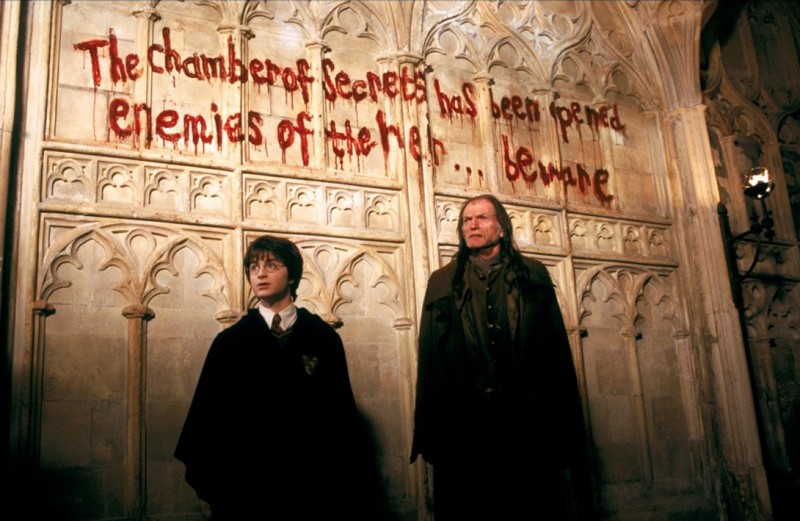 The chamber of Secrets has been opened
enemies of the heir... beware